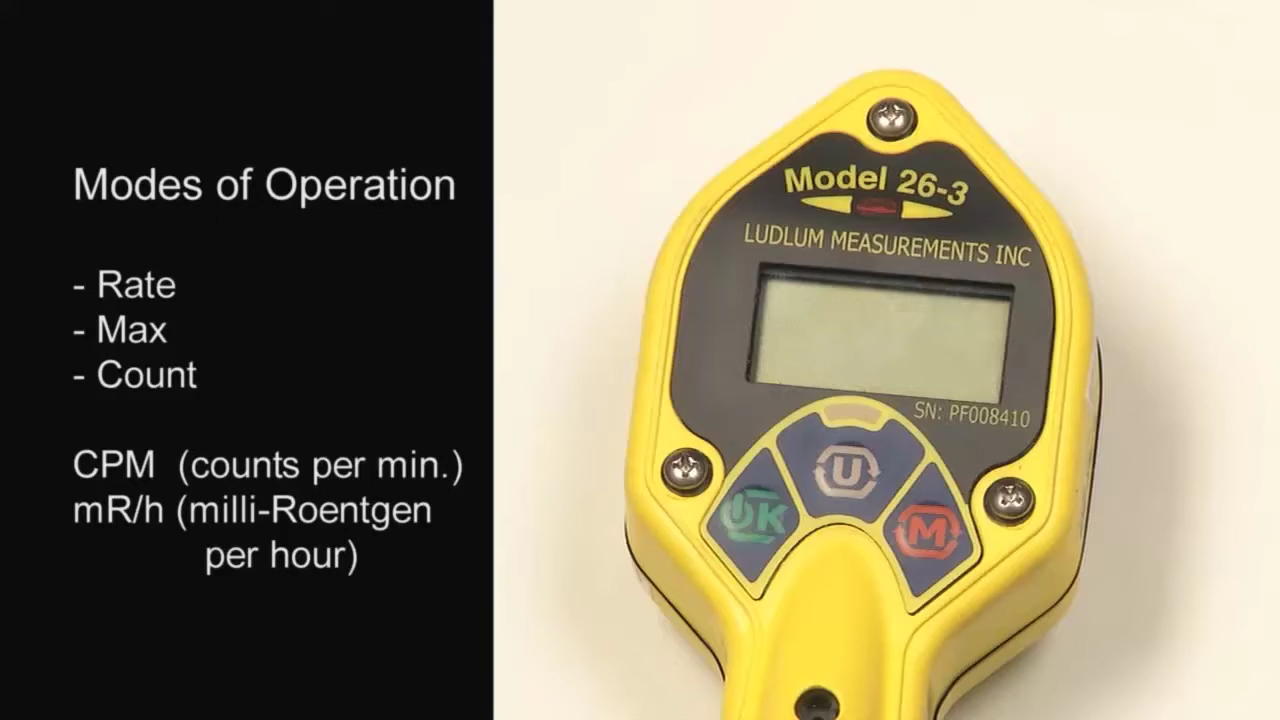 Modes of Operation
- Rate
- Max
- Count
CPM (counts per min.)
mR/h (milli-Roentgen
per hour)
Model 26-3
LUDLUM MEASUREMENTS INC
SN: PF008410
U
OK
M